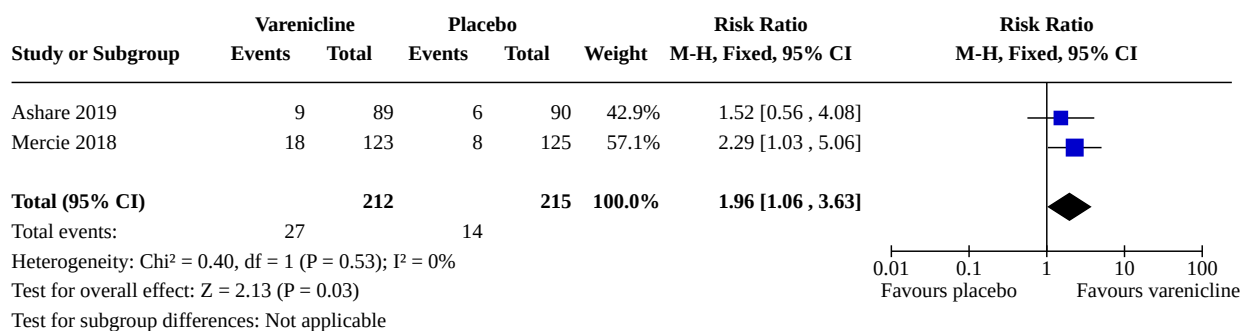 Varenicline Placebo Risk Ratio Risk Ratio
Study or Subgroup Events Total Events Total Weight M-H, Fixed, 95% CI M-H, Fixed, 95% CI
Ashare 2019 9 89 6 90 42.9% 1.52 [0.56 , 4.08]
Mercie 2018 18 123 8 125 57.1% 2.29 [1.03 , 5.06]
Total (95% CI) 212 215 100.0% 1.96 [1.06 , 3.63]
Total events: 27 14
Heterogeneity: Chi² = 0.40, df = 1 (P = 0.53); I² = 0%
0.01 0.1 1 10 100
Test for overall effect: Z = 2.13 (P = 0.03)
Favours placebo Favours varenicline
Test for subgroup differences: Not applicable